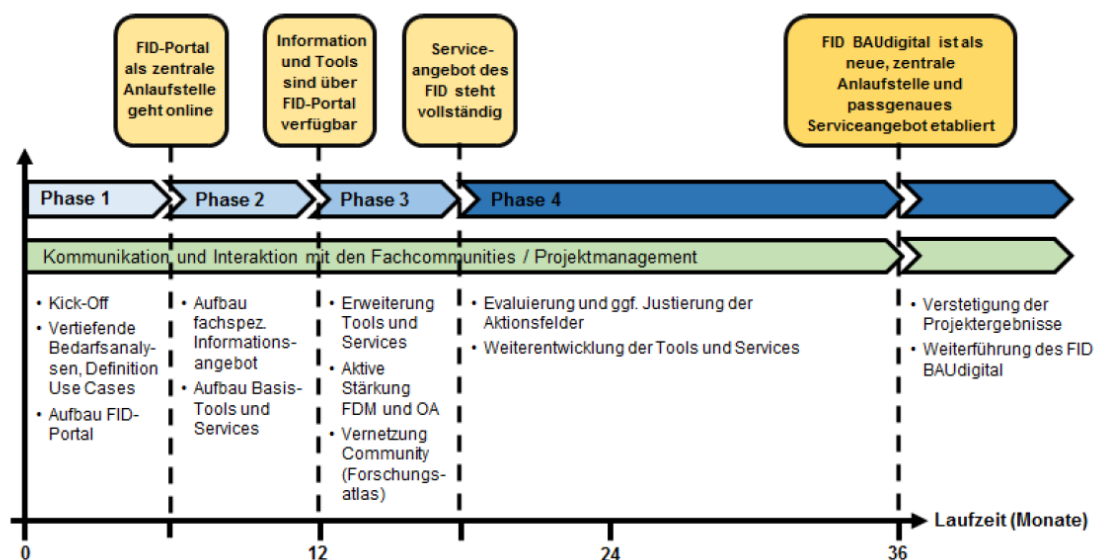 FID-Portal
als zentrale
Anlaufstelle
geht online
Information
und Tools
sind über
FID-Portal
verfügbar
Service-
angebot des
FID steht
vollständig
FID BAUdigital ist als
neue, zentrale
Anlaufstelle und
passgenaues
Serviceangebot etabliert
Phase 1
Phase 2
Phase 3
Phase 4
Kommunikation und Interaktion mit den Fachcommunities / Projektmanagement
• Kick-Off
• Vertiefende
Bedarfsanaly-
sen, Definition
Use Cases
• Aufbau FID-
Portal
• Aufbau
fachspez.
Informations-
angebot
• Aufbau Basis-
Tools und
Services
• Erweiterung
Tools und
Services
• Aktive
Stärkung
FDM und OA
• Vernetzung
Community
(Forschungs-
atlas)
• Evaluierung und ggf. Justierung der
Aktionsfelder
• Weiterentwicklung der Tools und Services
• Verstetigung der
Projektergebnisse
• Weiterführung des FID
BAUdigital
Laufzeit (Monate)
0
6
12
18
24
36